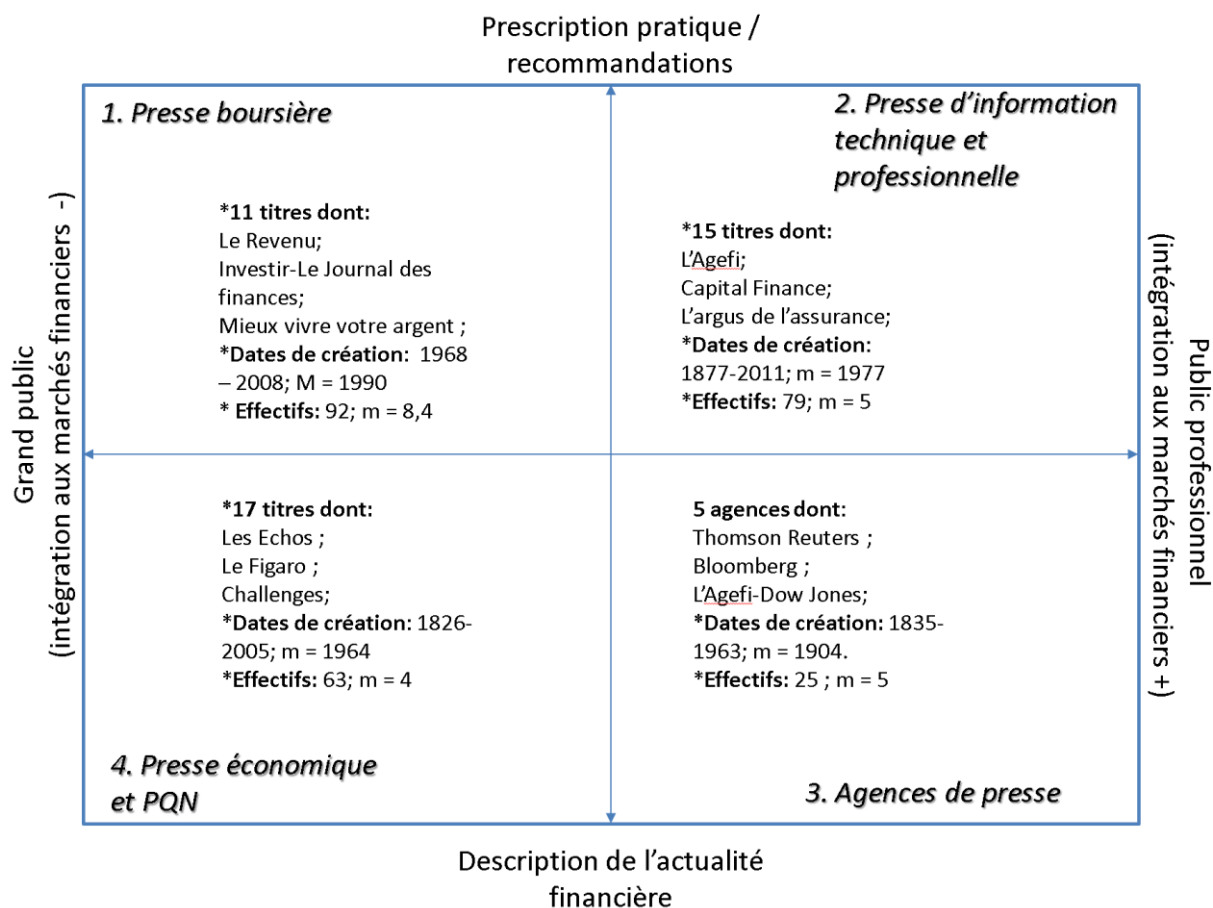 Prescription pratique /
recommandations
1. Presse boursière
*11 titres dont:
Le Revenu;
Investir-Le Journal des
finances;
Mieux vivre votre argent ;
*Dates de création:  1968
– 2008; M = 1990
* Effectifs: 92; m = 8,4
2. Presse d'information
technique et
professionnelle
*15 titres dont:
L'Agefi;
Capital Finance;
L'argus de l'assurance;
*Dates de création:
1877-2011; m = 1977
*Effectifs: 79; m = 5
Grand public
(intégration aux marchés financiers  -)
Public professionnel
(intégration aux marchés financiers +)
*17 titres dont:
Les Echos ;
Le Figaro ;
Challenges;
*Dates de création: 1826-
2005; m = 1964
*Effectifs: 63; m = 4
4. Presse économique
et PQN
5 agences dont:
Thomson Reuters ;
Bloomberg ;
L'Agefi-Dow Jones;
*Dates de création: 1835-
1963; m = 1904.
*Effectifs: 25 ; m = 5
3. Agences de presse
Description de l'actualité
financière